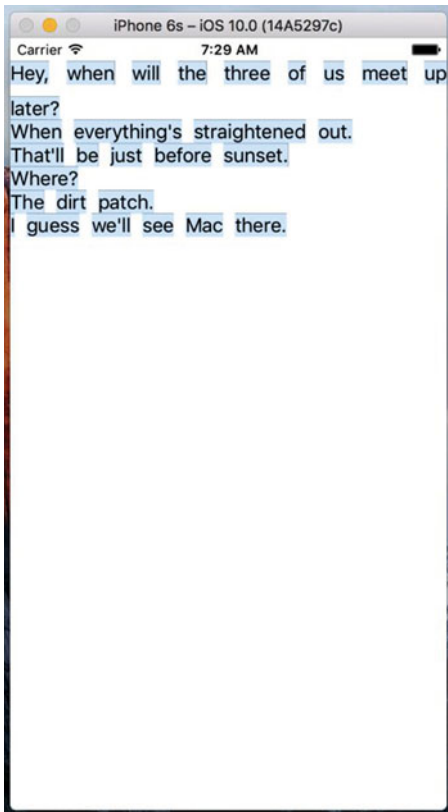 iPhone 6s – iOS 10.0 (14A5297c)
Carrier 7:29 AM
Hey, when will the three of us meet up
later?
When everything's straightened out.
That'll be just before sunset.
Where?
The dirt patch.
I guess we'll see Mac there.